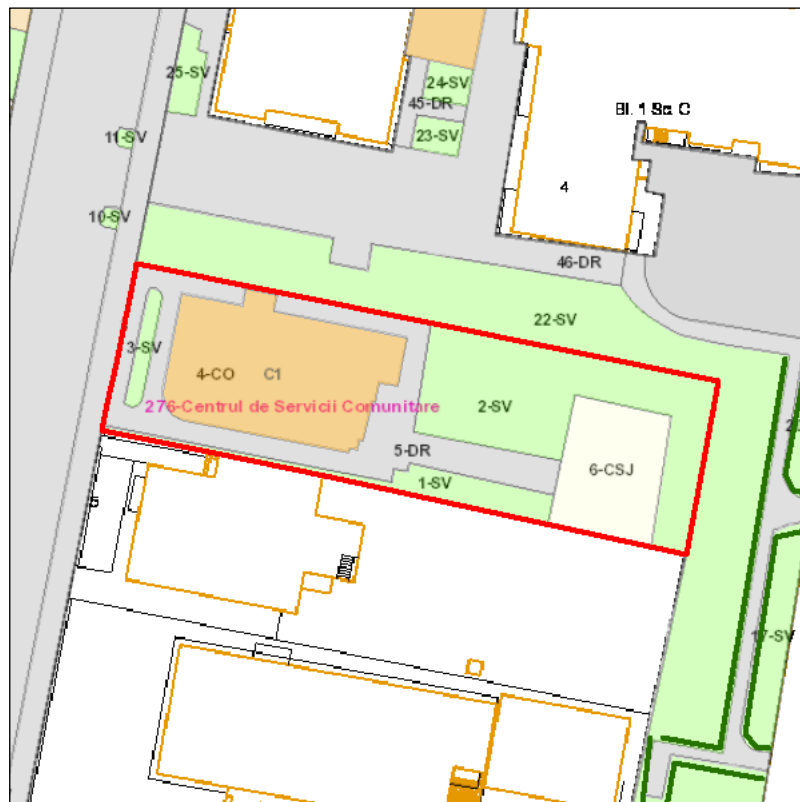 25-SV
24-SV
45-DR
Bl. 1 Sc. C
11-SV
23-SV
4
10-SV
46-DR
22-SV
3-SV
4-CO C1
276-Centrul de Servicii Comunitare
2-SV
5-DR
6-CSJ
1-SV
17-SV